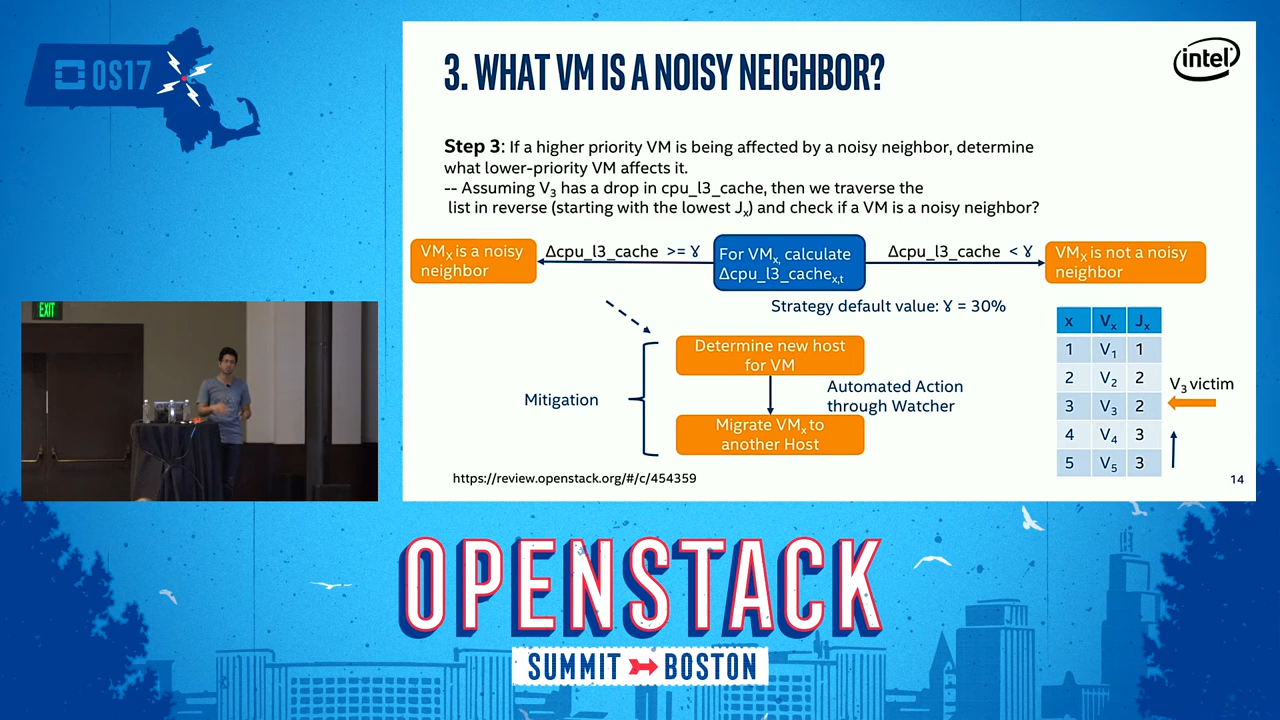 OS17
3. WHAT VM IS A NOISY NEIGHBOR?
intel
Step 3: If a higher priority VM is being affected by a noisy neighbor, determine
what lower-priority VM affects it.
-- Assuming V₃ has a drop in cpu_l3_cache, then we traverse the
list in reverse (starting with the lowest Jₓ) and check if a VM is a noisy neighbor?
VMₓ is a noisy
neighbor
Δcpu_l3_cache >= Ɣ
For VMₓ, calculate
Δcpu_l3_cacheₓ,ₜ
Δcpu_l3_cache < Ɣ
VMₓ is not a noisy
neighbor
Strategy default value: Ɣ = 30%
Mitigation
Determine new host
for VM
Automated Action
through Watcher
Migrate VMₓ to
another Host
x Vₓ Jₓ
1 V₁ 1
2 V₂ 2
3 V₃ 2
4 V₄ 3
5 V₅ 3
V₃ victim
https://review.openstack.org/#/c/454359
14
EXIT
OPENSTACK
SUMMIT BOSTON